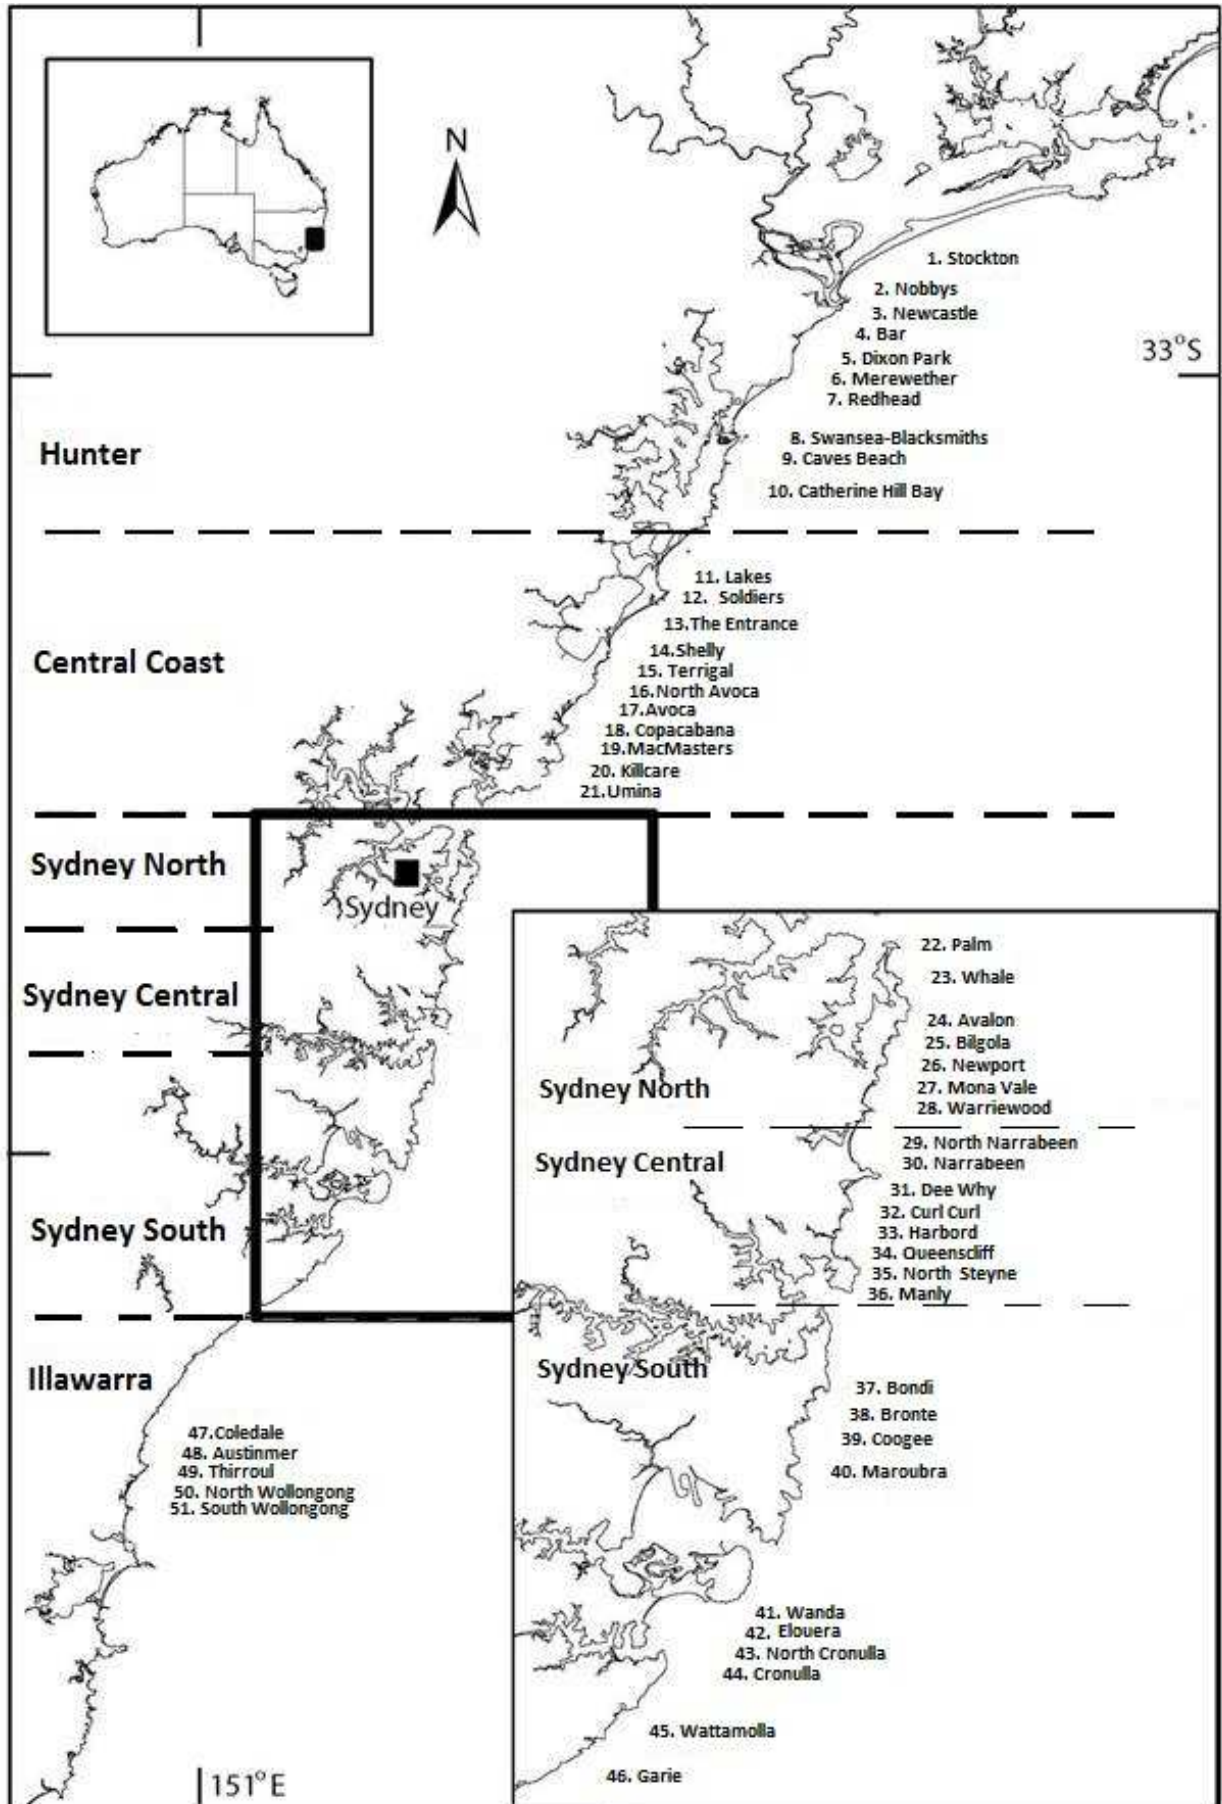 N
1. Stockton
2. Nobbys
3. Newcastle
4. Bar
33°S
5. Dixon Park
6. Merewether
7. Redhead
Hunter
8. Swansea-Blacksmiths
9. Caves Beach
10. Catherine Hill Bay
11. Lakes
12. Soldiers
13.The Entrance
Central Coast
14.Shelly
15. Terrigal
16.North Avoca
17.Avoca
18. Copacabana
19.MacMasters
20. Killcare
21.Umina
Sydney North
Sydney
Sydney Central
Sydney South
Illawarra
47.Coledale
48. Austinmer
49. Thirroul
50. North Wollongong
51. South Wollongong
151°E
22. Palm
23. Whale
24. Avalon
25. Bilgola
26. Newport
27. Mona Vale
28. Warriewood
Sydney North
29. North Narrabeen
30. Narrabeen
Sydney Central
31. Dee Why
32. Curl Curl
33. Harbord
34. Queenscliff
35. North Steyne
36. Manly
Sydney South
37. Bondi
38. Bronte
39. Coogee
40. Maroubra
41. Wanda
42. Elouera
43. North Cronulla
44. Cronulla
45. Wattamolla
46. Garie